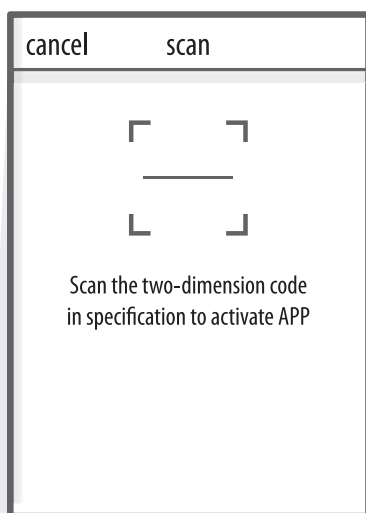 cancel scan
Scan the two-dimension code
in specification to activate APP